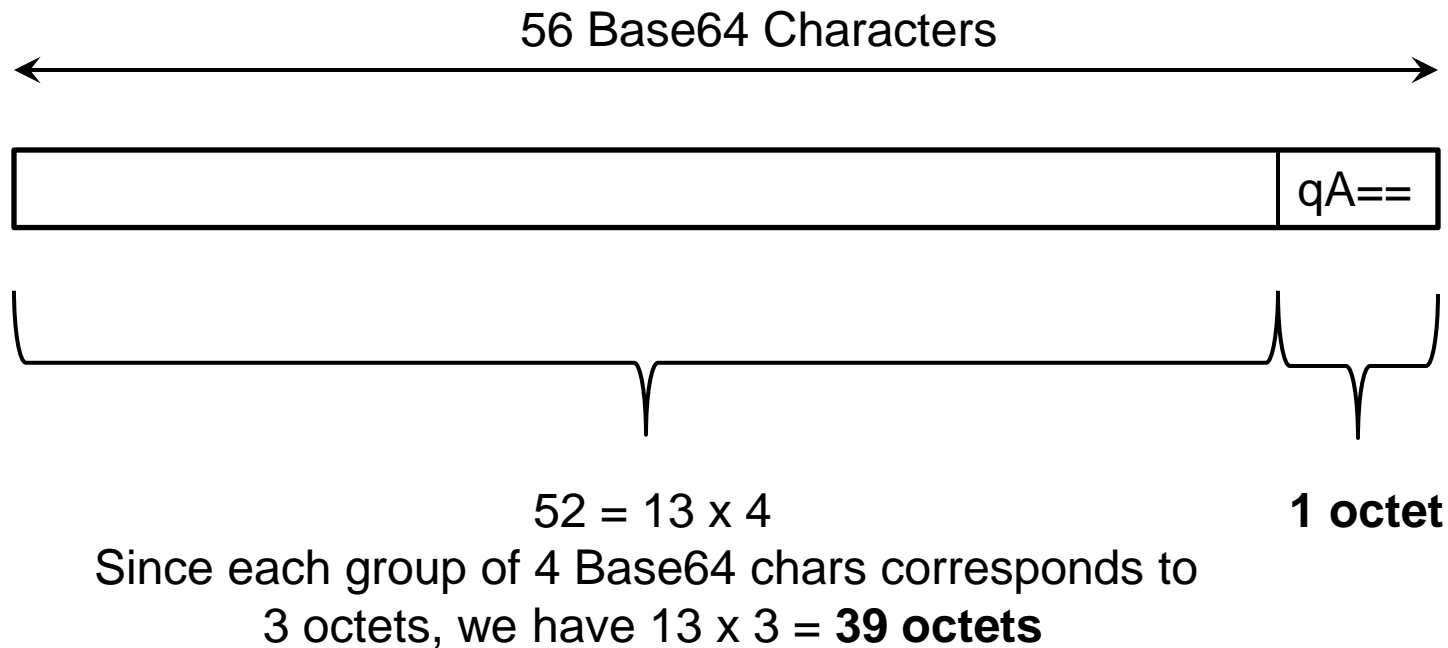 56 Base64 Characters
qA==
52 = 13 x 4
1 octet
Since each group of 4 Base64 chars corresponds to
3 octets, we have 13 x 3 = 39 octets